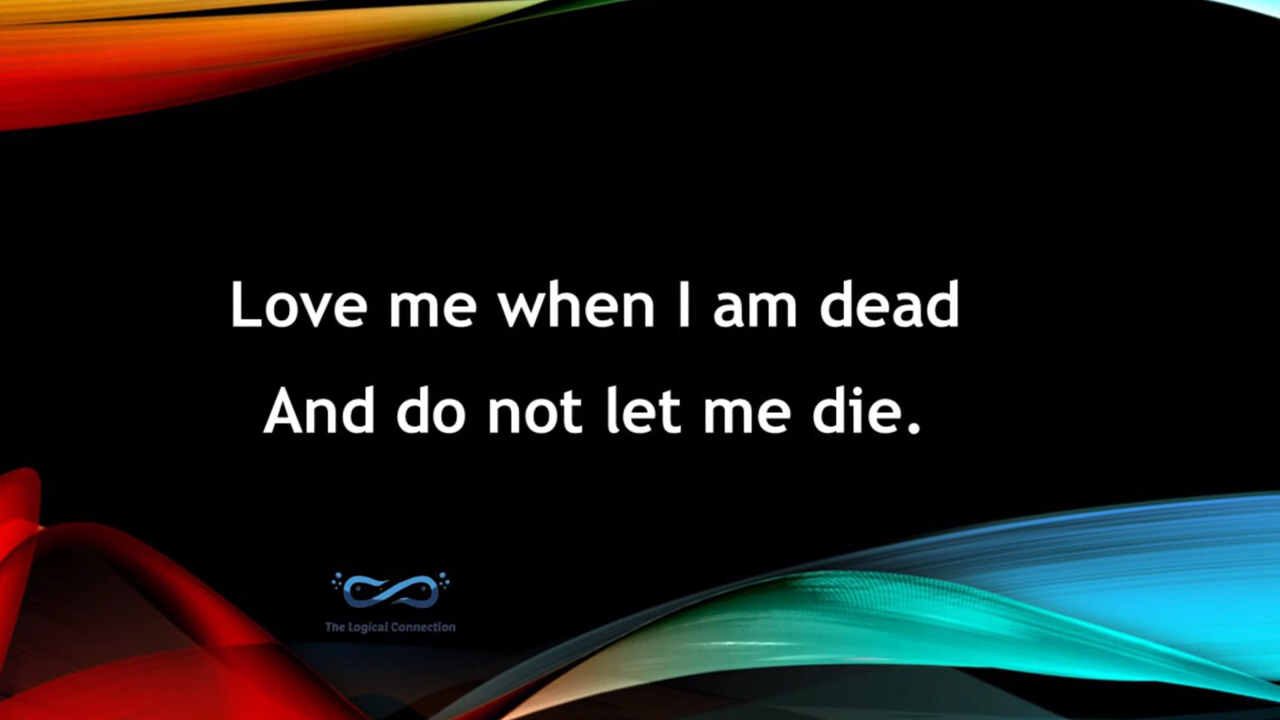 Love me when I am dead
And do not let me die.
The Logical Connection